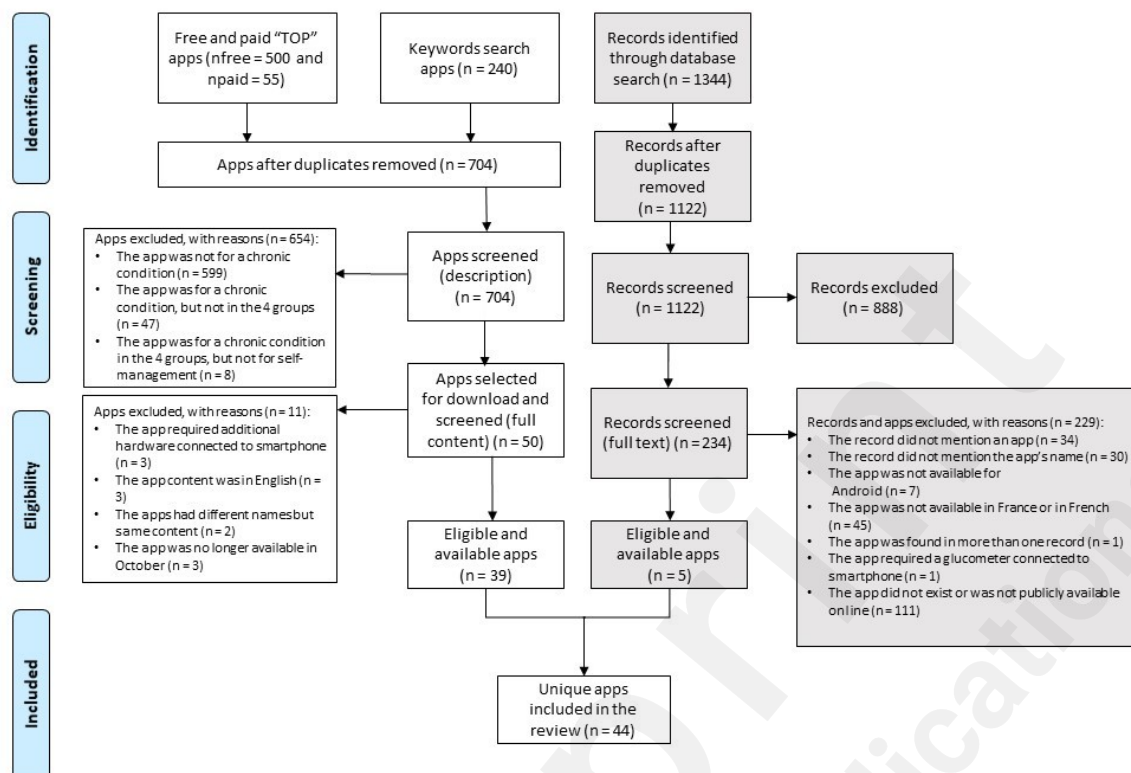 Identification
Free and paid “TOP”
apps (nfree = 500 and
npaid = 55)
Keywords search
apps (n = 240)
Records identified
through database
search (n = 1344)
Apps after duplicates removed (n = 704)
Records after
duplicates
removed
(n = 1122)
Screening
Apps excluded, with reasons (n = 654):
• The app was not for a chronic
condition (n = 599)
• The app was for a chronic
condition, but not in the 4 groups
(n = 47)
• The app was for a chronic condition
in the 4 groups, but not for self-
management (n = 8)
Apps screened
(description)
(n = 704)
Records screened
(n = 1122)
Records excluded
(n = 888)
Eligibility
Apps excluded, with reasons (n = 11):
• The app required additional
hardware connected to smartphone
(n = 3)
• The app content was in English (n =
3)
• The apps had different names but
same content (n = 2)
• The app was no longer available in
October (n = 3)
Apps selected
for download and
screened (full
content) (n = 50)
Records screened
(full text) (n = 234)
Records and apps excluded, with reasons (n = 229):
• The record did not mention an app (n = 34)
• The record did not mention the app’s name (n = 30)
• The app was not available for
Android (n = 7)
• The app was not available in France or in French
(n = 45)
• The app was found in more than one record (n = 1)
• The app required a glucometer connected to
smartphone (n = 1)
• The app did not exist or was not publicly available
online (n = 111)
Eligible and
available apps
(n = 39)
Eligible and
available apps
(n = 5)
Included
Unique apps
included in the
review (n = 44)
print
lication